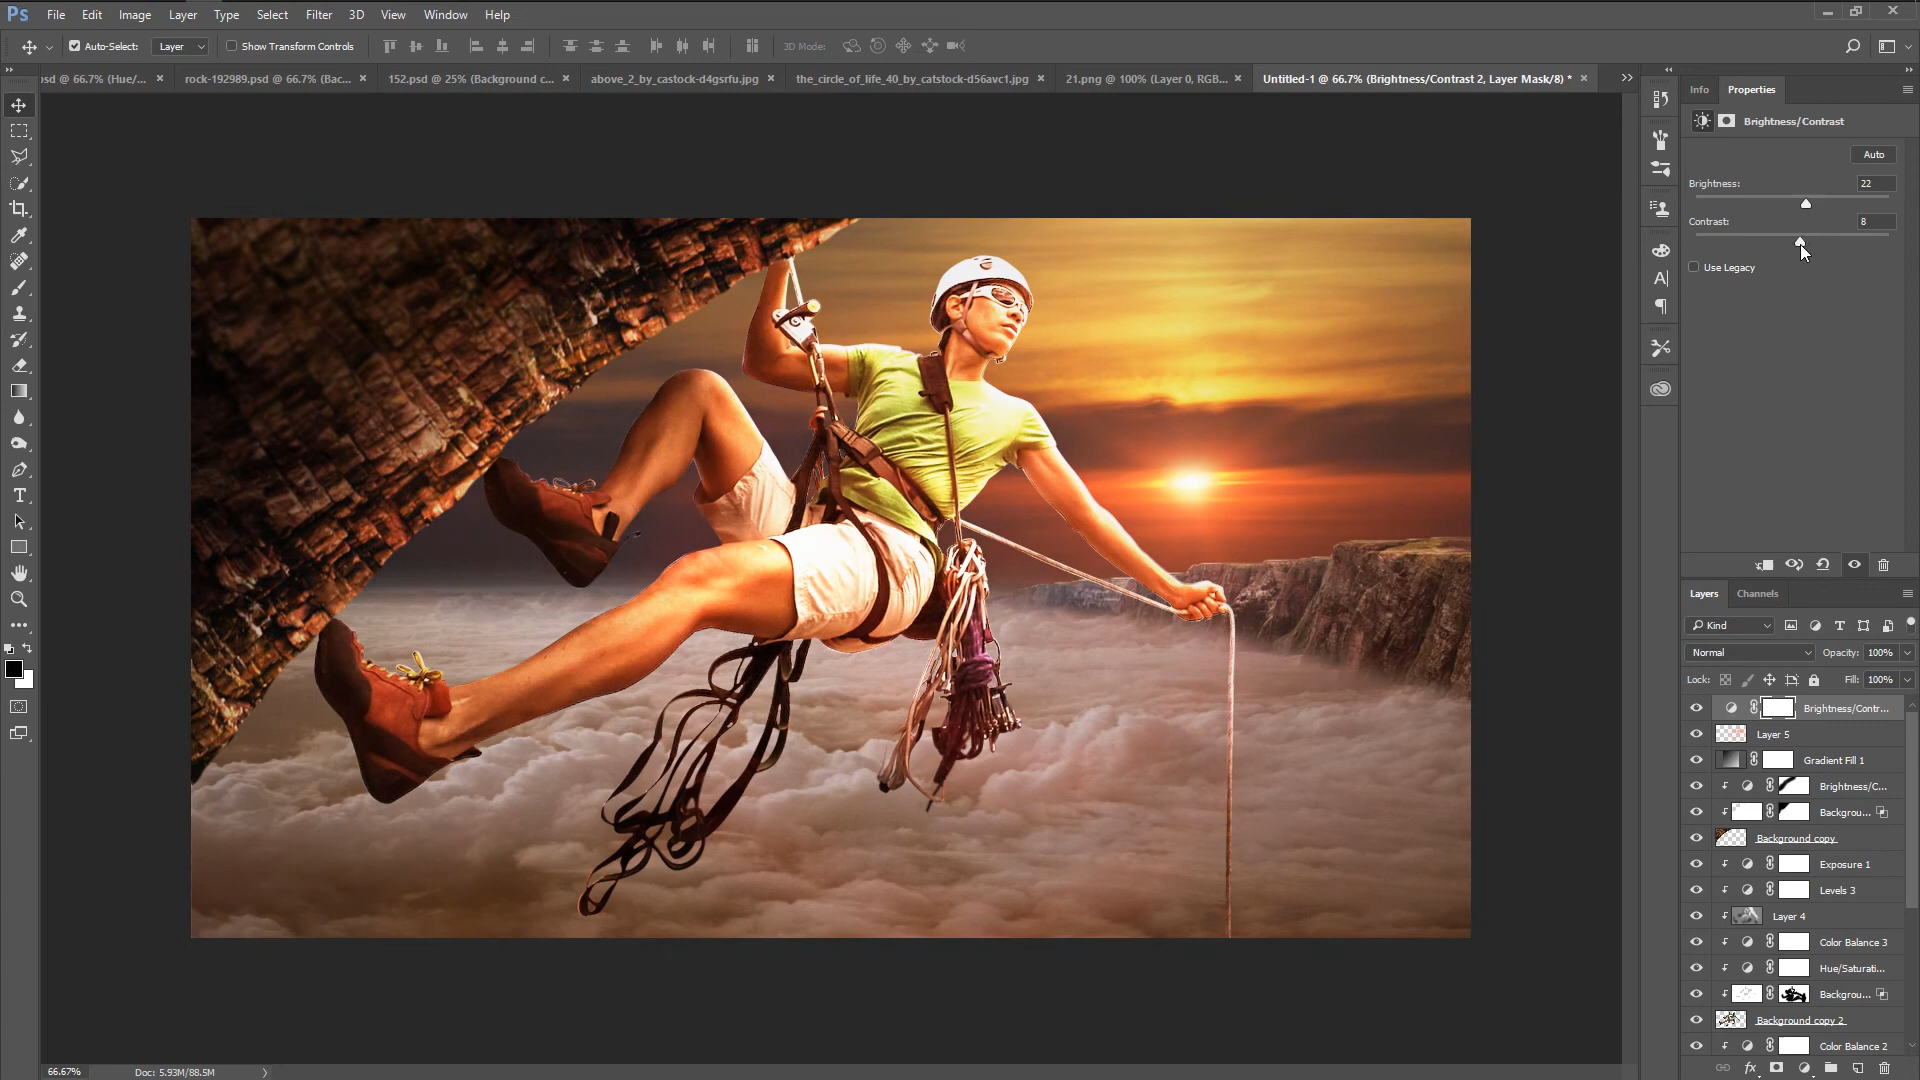 Ps File Edit Image Layer Type Select Filter 3D View Window Help
Auto-Select: Layer Show Transform Controls 3D Mode:
psd @ 66.7% (Hue/... rock-192989.psd @ 66.7% (Bac... 152.psd @ 25% (Background c... above_2_by_castock-d4gsrfu.jpg the_circle_of_life_40_by_catstock-d56avc1.jpg 21.png @ 100% (Layer 0, RGB... Untitled-1 @ 66.7% (Brightness/Contrast 2, Layer Mask/8) *
Info Properties
Brightness/Contrast
Auto
Brightness: 22
Contrast: 8
Use Legacy
Layers Channels
Kind
Normal Opacity: 100%
Lock: Fill: 100%
Brightness/Contr...
Layer 5
Gradient Fill 1
Brightness/C...
Backgrou...
Background copy
Exposure 1
Levels 3
Layer 4
Color Balance 3
Hue/Saturati...
Backgrou...
Background copy 2
Color Balance 2
fx
66.67% Doc: 5.93M/88.5M